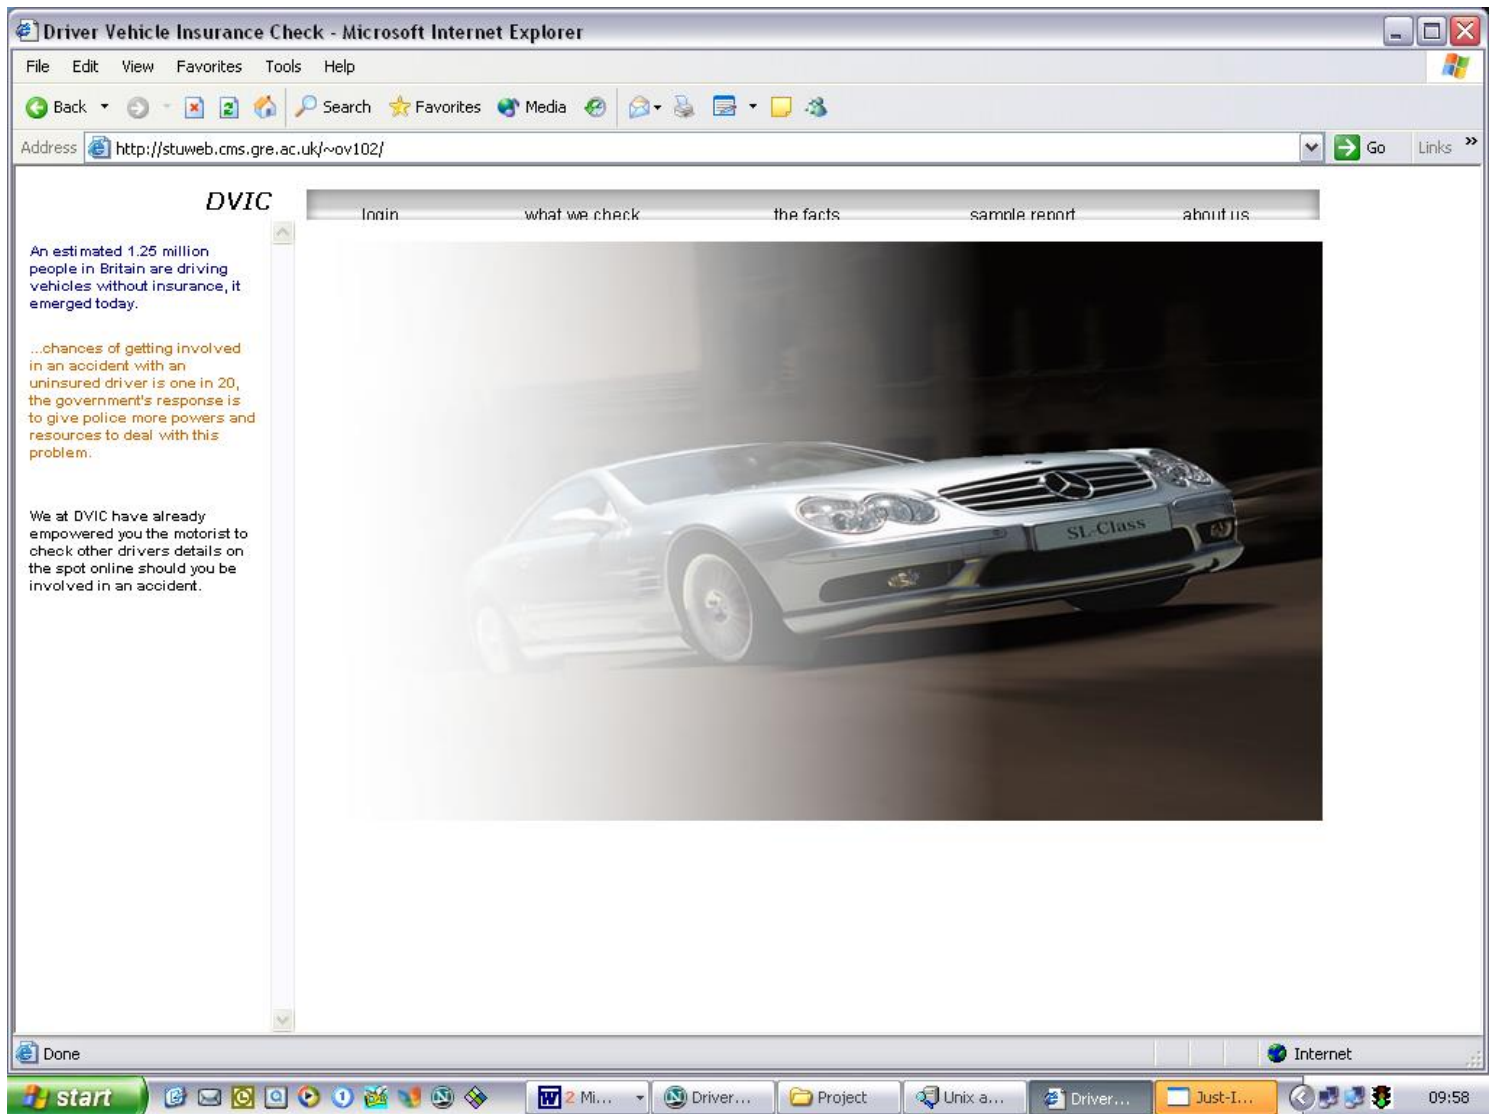 Driver Vehicle Insurance Check - Microsoft Internet Explorer
File Edit View Favorites Tools Help
Back Search Favorites Media
Address http://stuweb.cms.gre.ac.uk/~ov102/ Go Links »
DVIC
login what we check the facts sample report about us
An estimated 1.25 million
people in Britain are driving
vehicles without insurance, it
emerged today.
...chances of getting involved
in an accident with an
uninsured driver is one in 20,
the government's response is
to give police more powers and
resources to deal with this
problem.
We at DVIC have already
empowered you the motorist to
check other drivers details on
the spot online should you be
involved in an accident.
SL-Class
Done Internet
start 2 Mi... Driver... Project Unix a... Driver... Just-I... 09:58